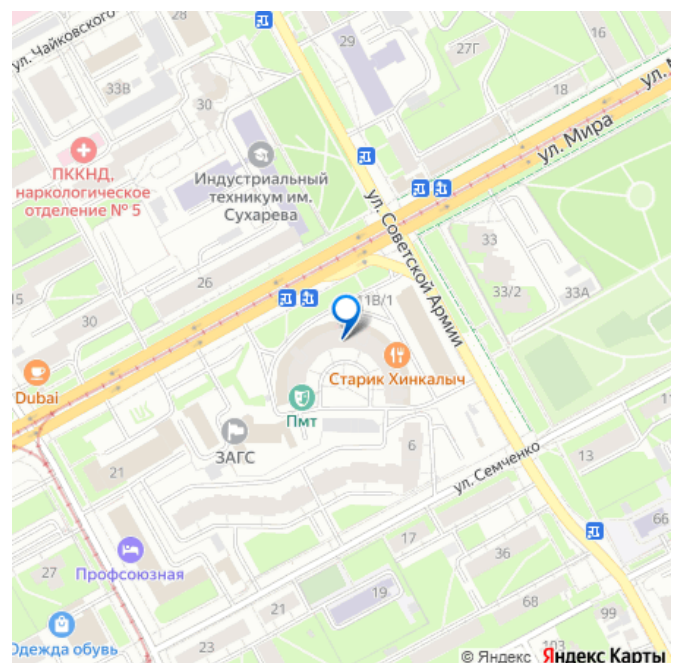 28
ул. Чайковского
29
27Г
33В
30
18
ул. М
ул. Мира
ПККНД,
наркологическое
отделение № 5
Индустриальный
техникум им.
Сухарева
ул. Советской Армии
33
26
33/2
33А
15
30
11В/1
Dubai
Старик Хинкалыч
Пмт
ЗАГС
6
21
ул. Семченко
13
1
66
17
27
Профсоюзная
36
19
68
21
99
Одежда обувь
23
103
© Яндекс Яндекс Карты